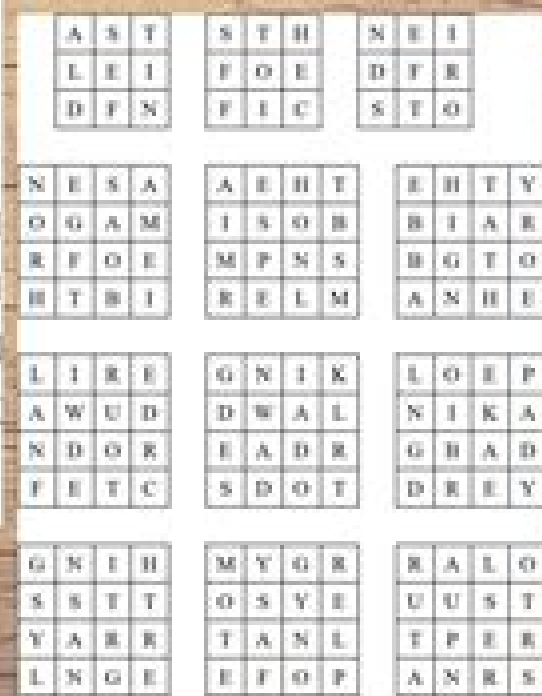 A S T S T H N E I
L E I F O E D F R
D F N F I C S T O
N E S A A E H T E H T Y
O G A M I S O B B I A R
R F O E M P N S B G T O
H T B I R E L M A N H E
L I R E G N I K L O E P
A W U D D W A L N I K A
N D O R E A D R G B A D
F E T C S D O T D R E Y
G N I H M Y G R R A L O
S S T T O S Y E U U S T
Y A R R T A N L T P E R
L N G E E F O P A N R S